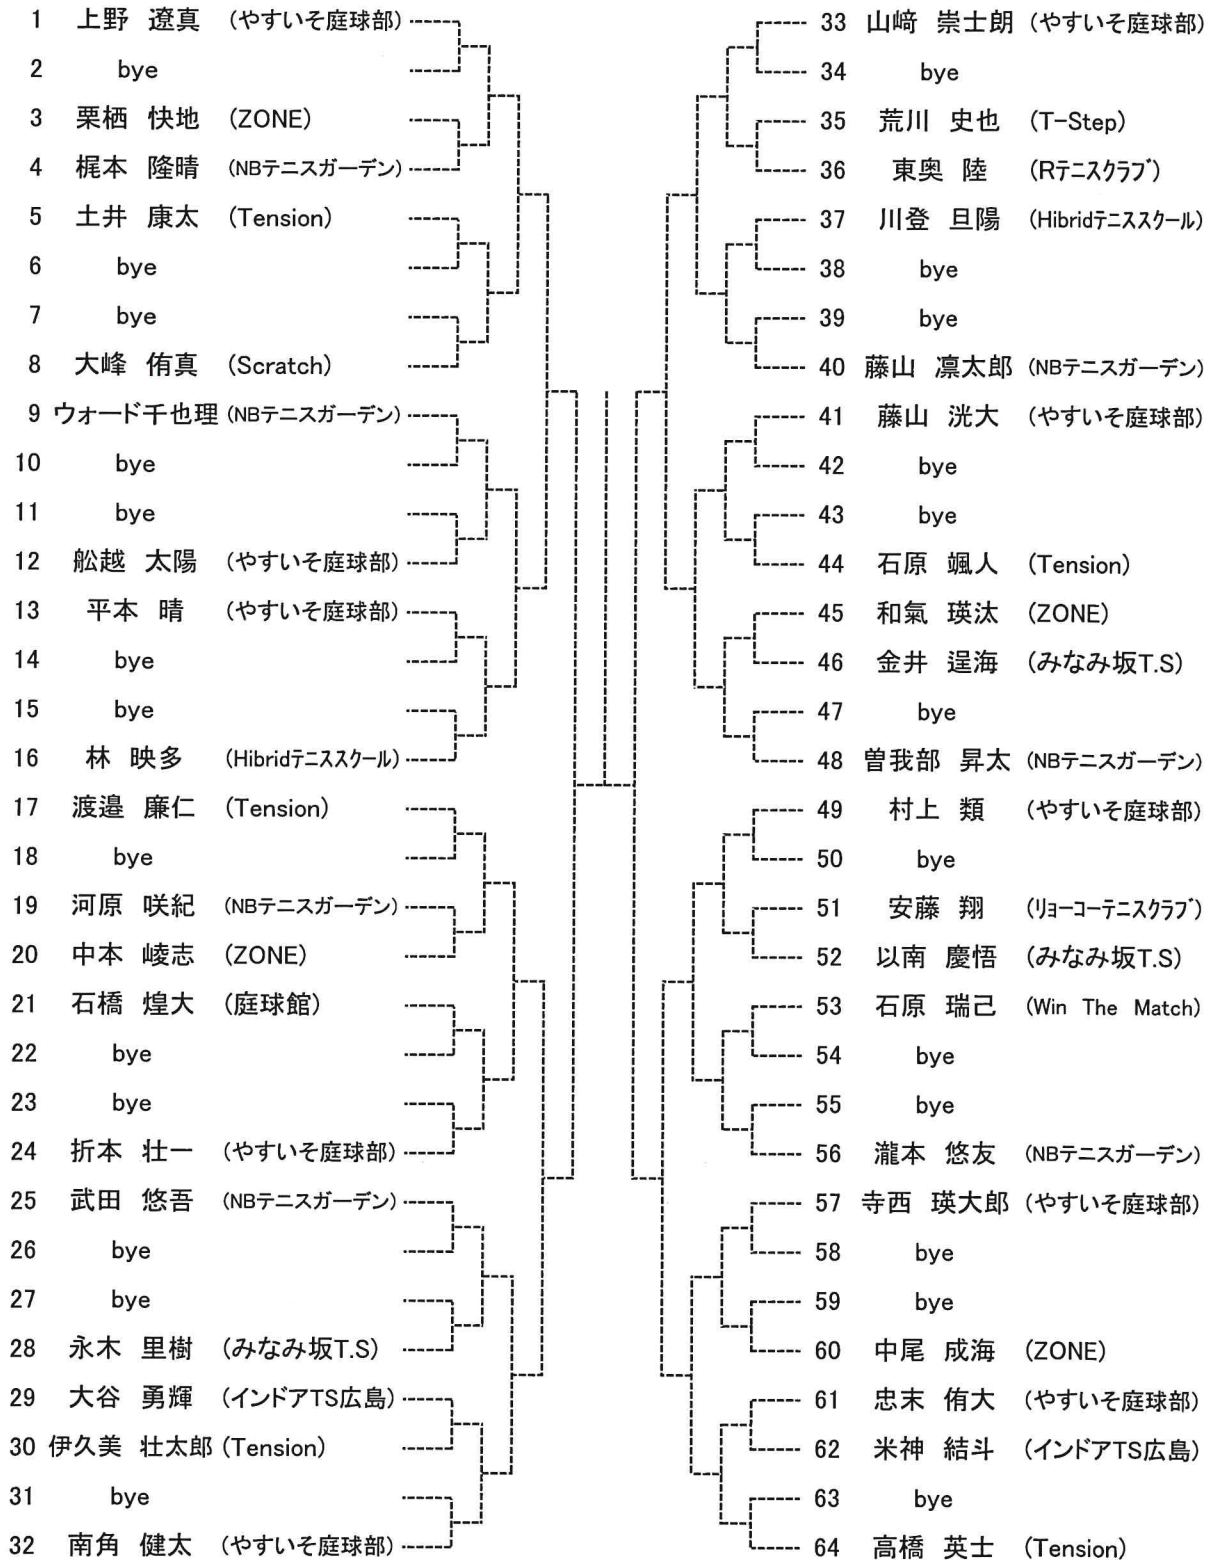 1 上野 遼真 (やすいそ庭球部)
2 bye
3 栗栖 快地 (ZONE)
4 梶本 隆晴 (NBテニスガーデン)
5 土井 康太 (Tension)
6 bye
7 bye
8 大峰 侑真 (Scratch)
9 ウォード千也理 (NBテニスガーデン)
10 bye
11 bye
12 舩越 太陽 (やすいそ庭球部)
13 平本 晴 (やすいそ庭球部)
14 bye
15 bye
16 林 映多 (Hibridテニススクール)
17 渡邉 廉仁 (Tension)
18 bye
19 河原 咲紀 (NBテニスガーデン)
20 中本 崚志 (ZONE)
21 石橋 煌大 (庭球館)
22 bye
23 bye
24 折本 壮一 (やすいそ庭球部)
25 武田 悠吾 (NBテニスガーデン)
26 bye
27 bye
28 永木 里樹 (みなみ坂T.S)
29 大谷 勇輝 (インドアTS広島)
30 伊久美 壮太郎 (Tension)
31 bye
32 南角 健太 (やすいそ庭球部)
33 山﨑 崇士朗 (やすいそ庭球部)
34 bye
35 荒川 史也 (T-Step)
36 東奥 陸 (Rテニスクラブ)
37 川登 旦陽 (Hibridテニススクール)
38 bye
39 bye
40 藤山 凛太郎 (NBテニスガーデン)
41 藤山 洸大 (やすいそ庭球部)
42 bye
43 bye
44 石原 颯人 (Tension)
45 和氣 瑛汰 (ZONE)
46 金井 逞海 (みなみ坂T.S)
47 bye
48 曽我部 昇太 (NBテニスガーデン)
49 村上 類 (やすいそ庭球部)
50 bye
51 安藤 翔 (リョーコーテニスクラブ)
52 以南 慶悟 (みなみ坂T.S)
53 石原 瑞己 (Win The Match)
54 bye
55 bye
56 瀧本 悠友 (NBテニスガーデン)
57 寺西 瑛大郎 (やすいそ庭球部)
58 bye
59 bye
60 中尾 成海 (ZONE)
61 忠末 侑大 (やすいそ庭球部)
62 米神 結斗 (インドアTS広島)
63 bye
64 高橋 英士 (Tension)